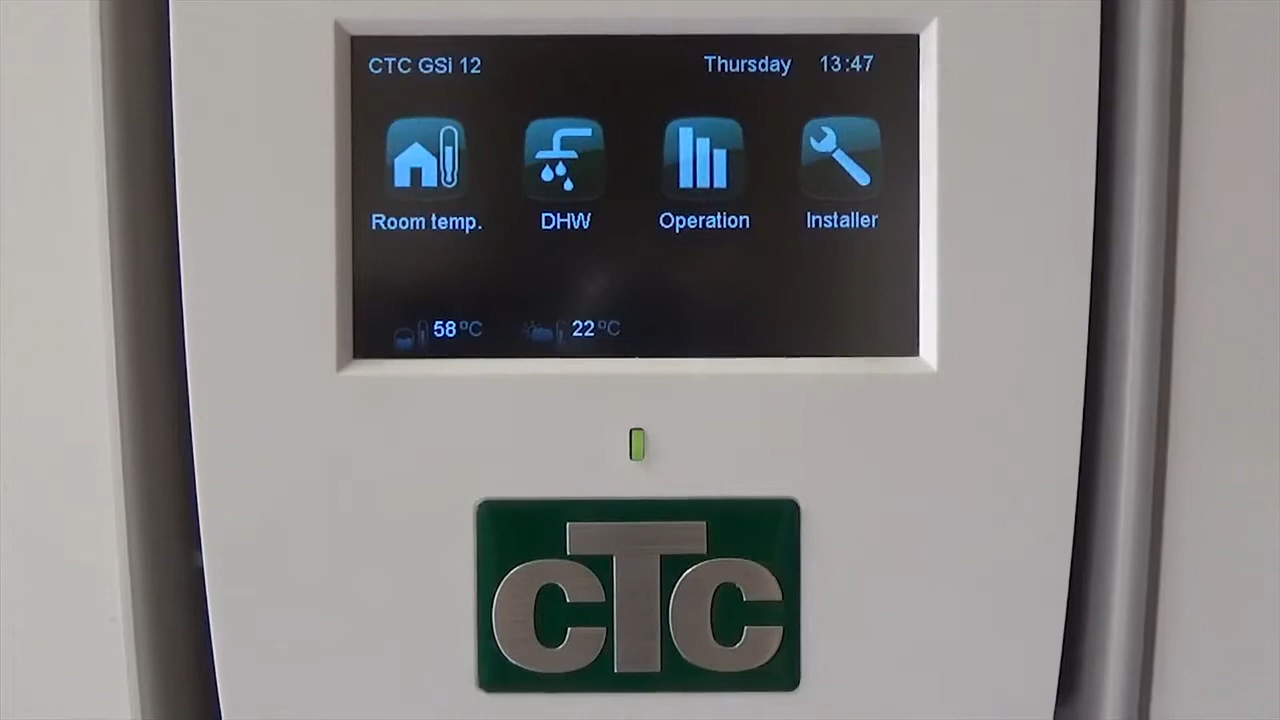 CTC GSi 12 Thursday 13:47
Room temp. DHW Operation Installer
58°C 22°C
CTC